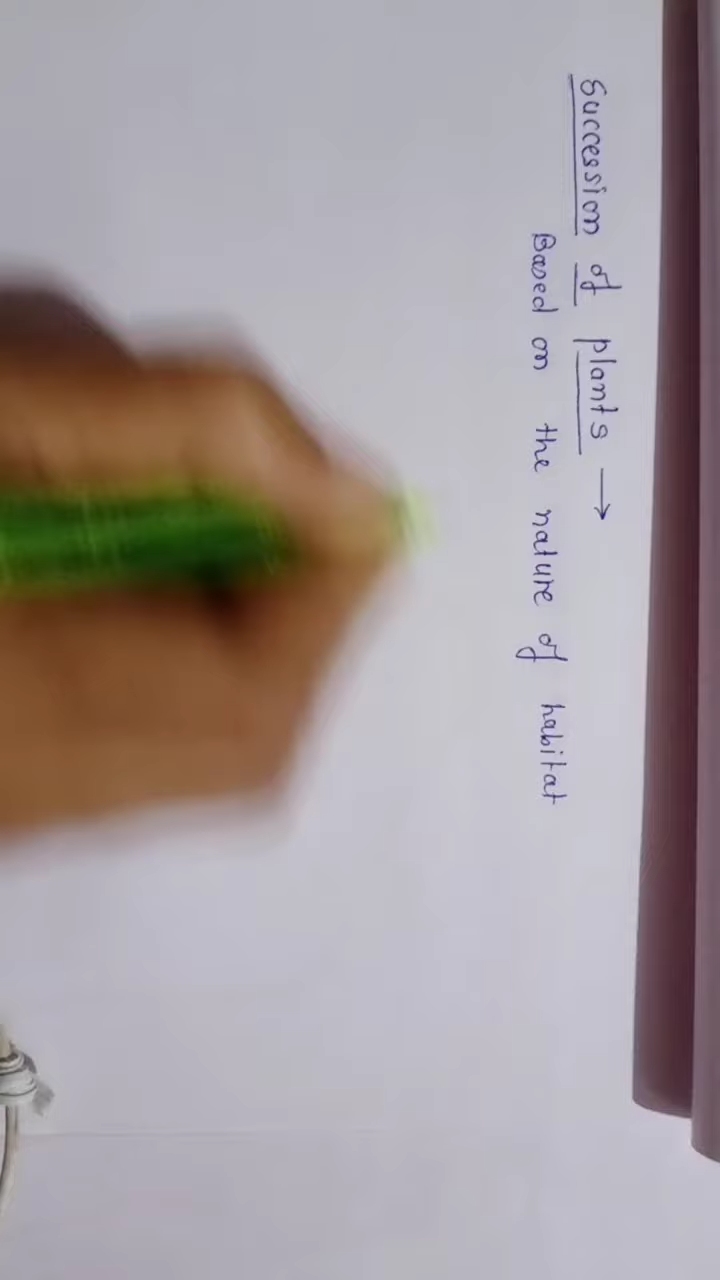 Succession of plants →
Based on the nature of habitat